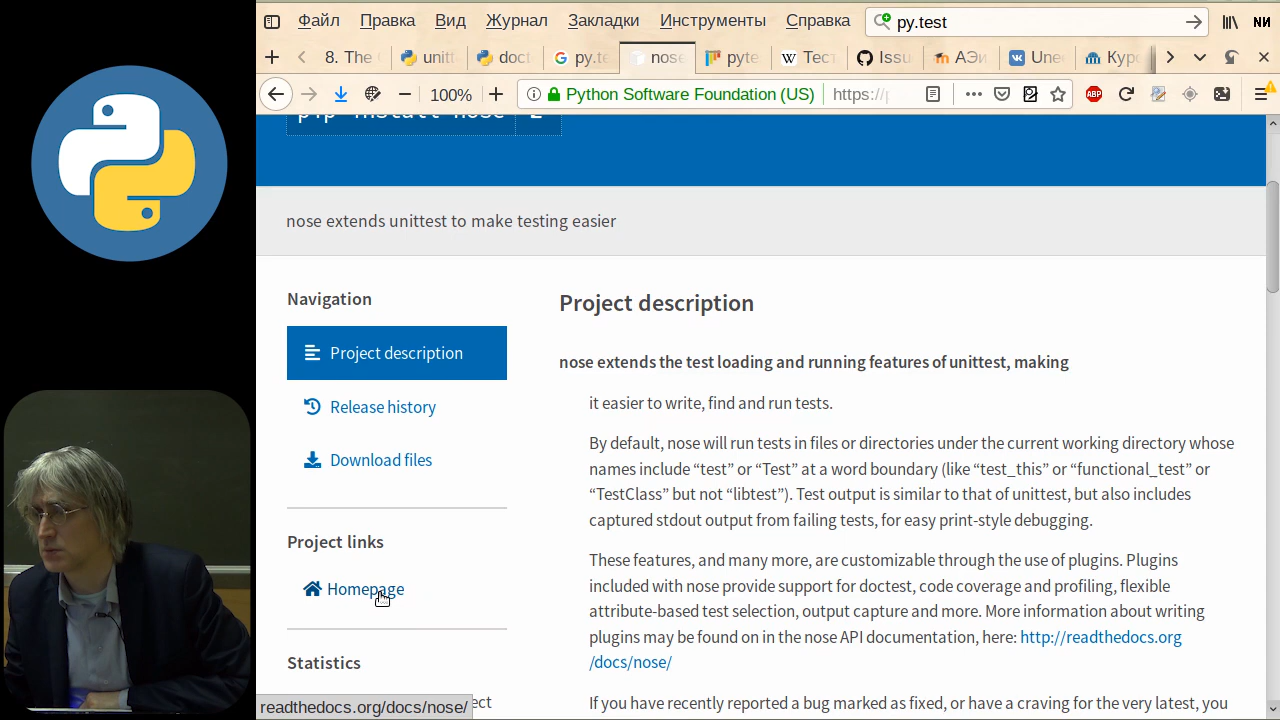 Файл Правка Вид Журнал Закладки Инструменты Справка py.test
8. The unitt doct py.te nose pyte Тест Issu АЭи Une Кур
100% Python Software Foundation (US) https://p ABP
pip install nose
nose extends unittest to make testing easier
Navigation
Project description
Release history
Download files
Project links
Homepage
Statistics
ect
readthedocs.org/docs/nose/
Project description
nose extends the test loading and running features of unittest, making
it easier to write, find and run tests.
By default, nose will run tests in files or directories under the current working directory whose
names include “test” or “Test” at a word boundary (like “test_this” or “functional_test” or
“TestClass” but not “libtest”). Test output is similar to that of unittest, but also includes
captured stdout output from failing tests, for easy print-style debugging.
These features, and many more, are customizable through the use of plugins. Plugins
included with nose provide support for doctest, code coverage and profiling, flexible
attribute-based test selection, output capture and more. More information about writing
plugins may be found on in the nose API documentation, here: http://readthedocs.org
/docs/nose/
If you have recently reported a bug marked as fixed, or have a craving for the very latest, you